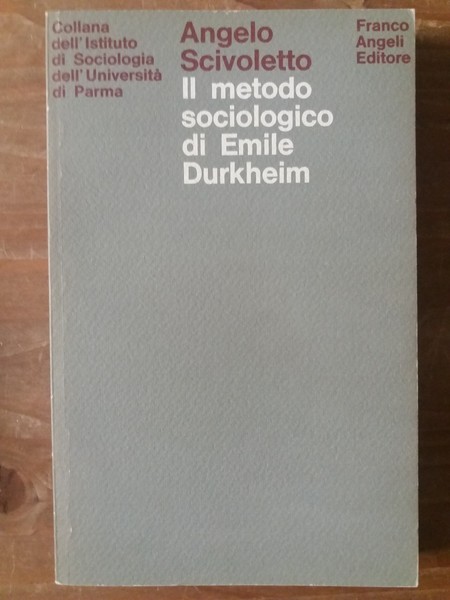 Collana
dell'Istituto
di Sociologia
dell'Università
di Parma
Angelo
Scivoletto
Il metodo
sociologico
di Emile
Durkheim
Franco
Angeli
Editore